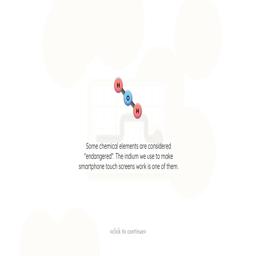 H
O
H
Some chemical elements are considered
"endangered". The indium we use to make
smartphone touch screens work is one of them.
«click to continue»